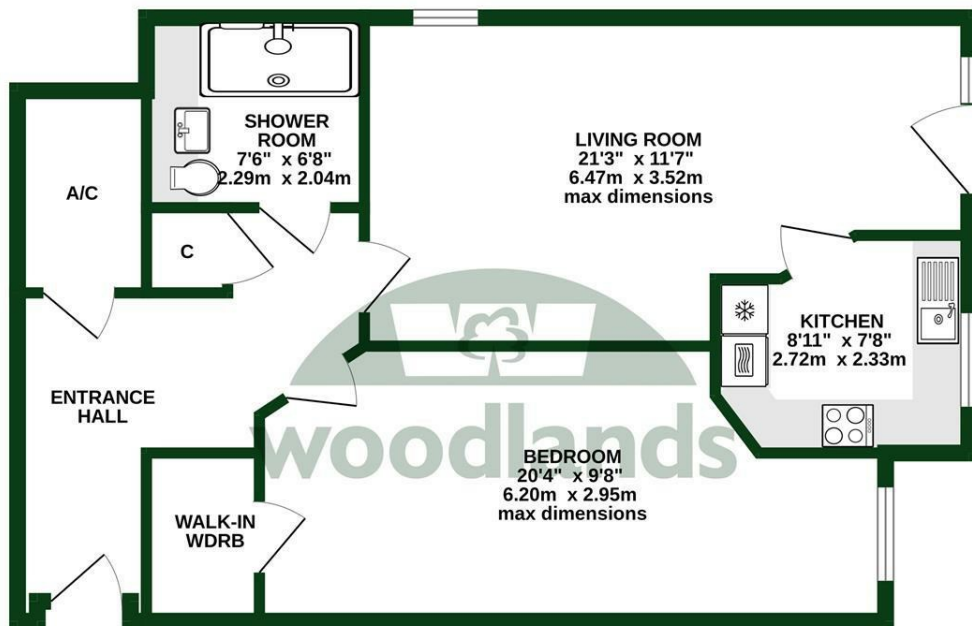 SHOWER
ROOM
7'6" x 6'8"
2.29m x 2.04m
LIVING ROOM
21'3" x 11'7"
6.47m x 3.52m
max dimensions
A/C
C
KITCHEN
8'11" x 7'8"
2.72m x 2.33m
ENTRANCE
HALL
woodlands
BEDROOM
20'4" x 9'8"
6.20m x 2.95m
max dimensions
WALK-IN
WDRB